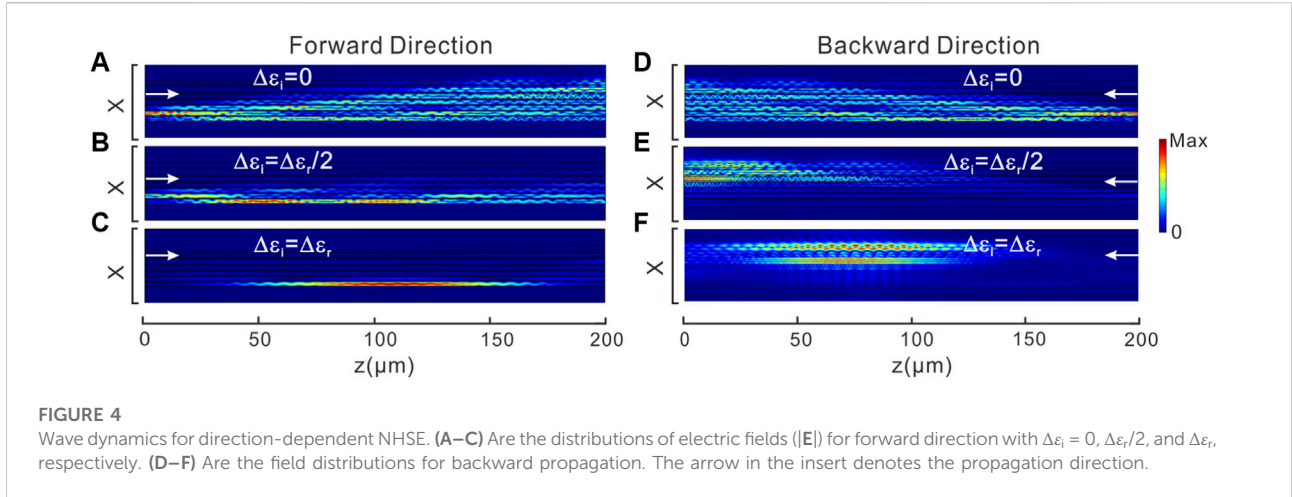 Forward Direction
Backward Direction
A
X
Δεi=0
B
X
Δεi=Δεr/2
C
X
Δεi=Δεr
0 50 100 150 200
z(μm)
D
X
Δεi=0
E
X
Δεi=Δεr/2
F
X
Δεi=Δεr
0 50 100 150 200
z(μm)
Max
0
FIGURE 4
Wave dynamics for direction-dependent NHSE. (A–C) Are the distributions of electric fields (|E|) for forward direction with Δεi = 0, Δεr/2, and Δεr,
respectively. (D–F) Are the field distributions for backward propagation. The arrow in the insert denotes the propagation direction.